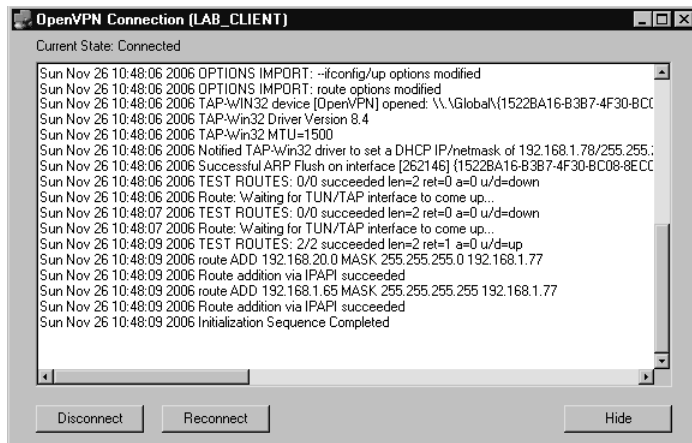 OpenVPN Connection (LAB_CLIENT)
Current State: Connected
Sun Nov 26 10:48:06 2006 OPTIONS IMPORT: --ifconfig/up options modified
Sun Nov 26 10:48:06 2006 OPTIONS IMPORT: route options modified
Sun Nov 26 10:48:06 2006 TAP-WIN32 device [OpenVPN] opened: \\.\Global\{1522BA16-B3B7-4F30-BC0
Sun Nov 26 10:48:06 2006 TAP-Win32 Driver Version 8.4
Sun Nov 26 10:48:06 2006 TAP-Win32 MTU=1500
Sun Nov 26 10:48:06 2006 Notified TAP-Win32 driver to set a DHCP IP/netmask of 192.168.1.78/255.255.
Sun Nov 26 10:48:06 2006 Successful ARP Flush on interface [262146] {1522BA16-B3B7-4F30-BC08-8ECC
Sun Nov 26 10:48:06 2006 TEST ROUTES: 0/0 succeeded len=2 ret=0 a=0 u/d=down
Sun Nov 26 10:48:06 2006 Route: Waiting for TUN/TAP interface to come up...
Sun Nov 26 10:48:07 2006 TEST ROUTES: 0/0 succeeded len=2 ret=0 a=0 u/d=down
Sun Nov 26 10:48:07 2006 Route: Waiting for TUN/TAP interface to come up...
Sun Nov 26 10:48:09 2006 TEST ROUTES: 2/2 succeeded len=2 ret=1 a=0 u/d=up
Sun Nov 26 10:48:09 2006 route ADD 192.168.20.0 MASK 255.255.255.0 192.168.1.77
Sun Nov 26 10:48:09 2006 Route addition via IPAPI succeeded
Sun Nov 26 10:48:09 2006 route ADD 192.168.1.65 MASK 255.255.255.255 192.168.1.77
Sun Nov 26 10:48:09 2006 Route addition via IPAPI succeeded
Sun Nov 26 10:48:09 2006 Initialization Sequence Completed
Disconnect
Reconnect
Hide